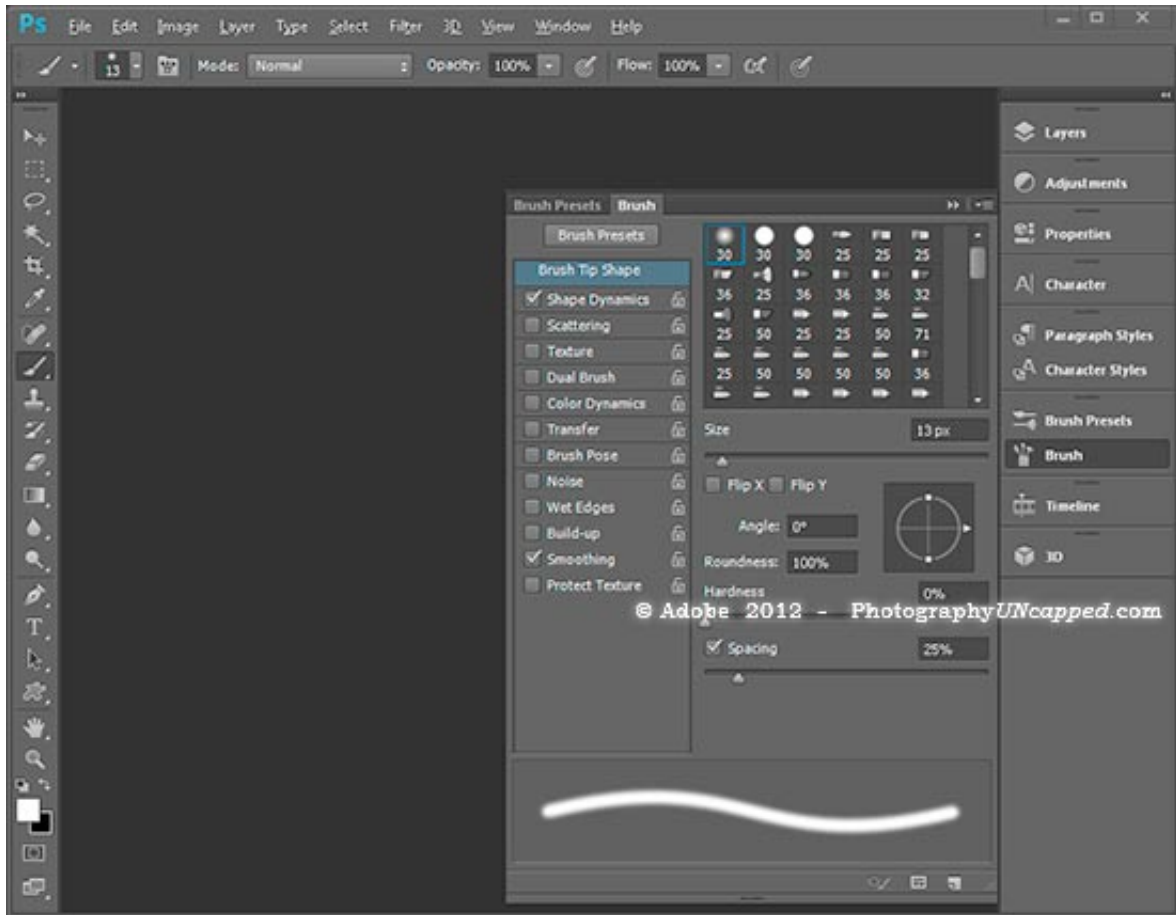 Ps File Edit Image Layer Type Select Filter 3D View Window Help
13 Mode: Normal Opacity: 100% Flow: 100%
Layers
Adjustments
Properties
Character
Paragraph Styles
Character Styles
Brush Presets
Brush
Timeline
3D
Brush Presets Brush
Brush Presets
Brush Tip Shape
Shape Dynamics
Scattering
Texture
Dual Brush
Color Dynamics
Transfer
Brush Pose
Noise
Wet Edges
Build-up
Smoothing
Protect Texture
30 30 30 25 25 25
36 25 36 36 36 32
25 50 25 25 50 71
25 50 50 50 50 36
Size 13 px
Flip X Flip Y
Angle: 0°
Roundness: 100%
Hardness 0%
© Adobe 2012 - PhotographyUNcapped.com
Spacing 25%
T